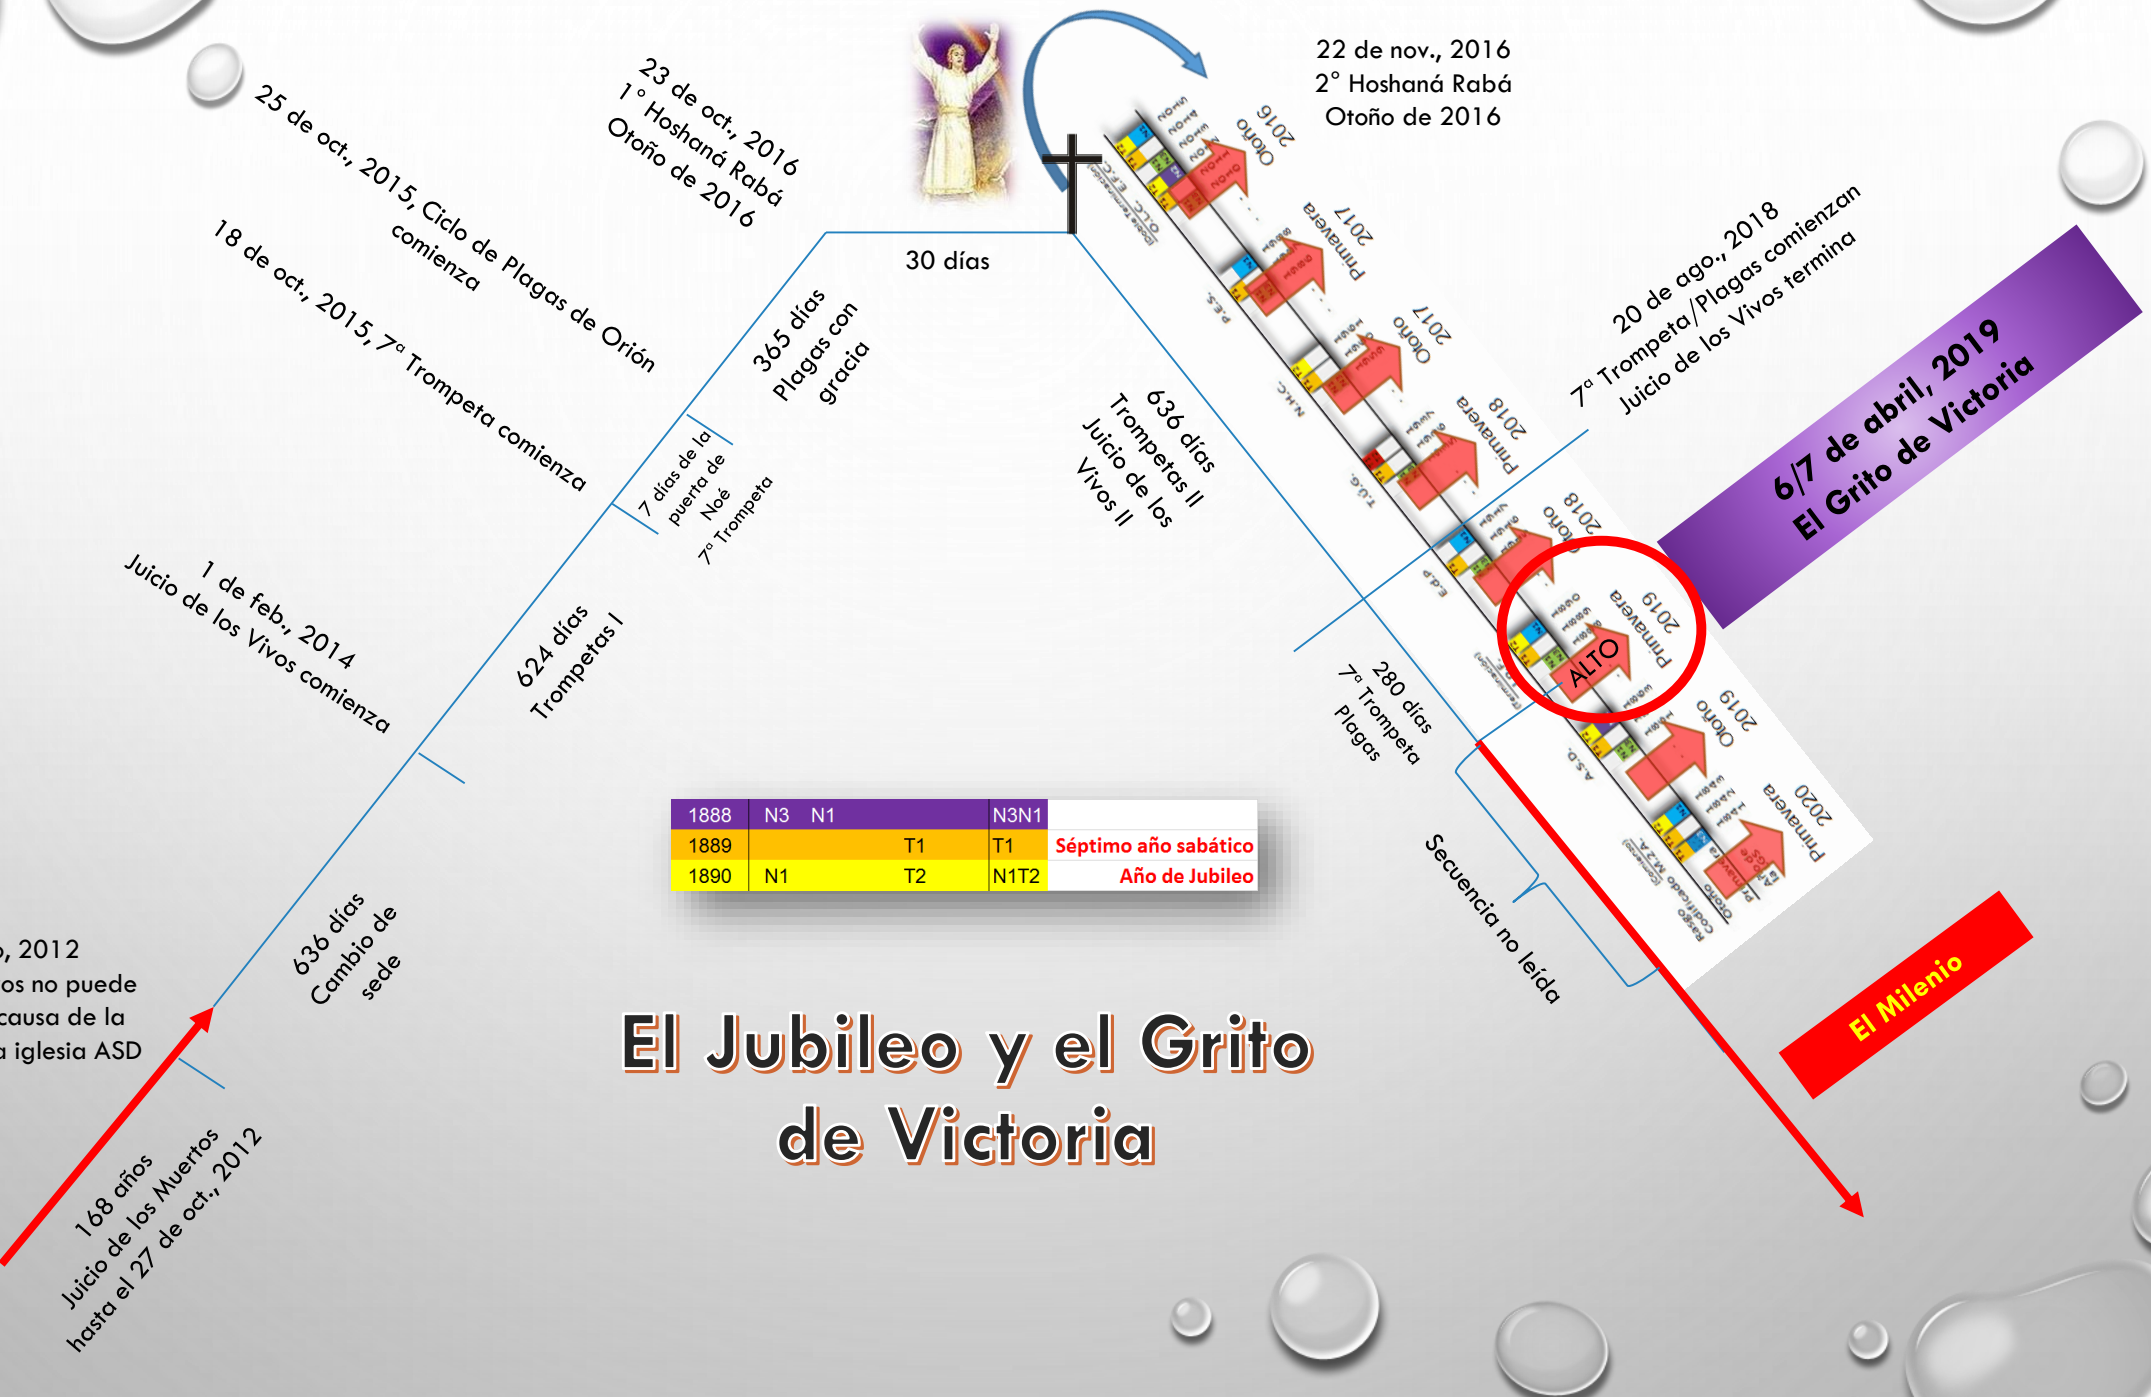 25 de oct., 2015, Ciclo de Plagas de Orión
comienza
18 de oct., 2015, 7ª Trompeta comienza
1 de feb., 2014
Juicio de los Vivos comienza
, 2012
os no puede
causa de la
a iglesia ASD
168 años
Juicio de los Muertos
hasta el 27 de oct., 2012
636 días
Cambio de
sede
624 días
Trompetas I
7 días de la
puerta de
Noé
7ª Trompeta
365 días
Plagas con
gracia
23 de oct., 2016
1° Hoshaná Rabá
Otoño de 2016
30 días
22 de nov., 2016
2° Hoshaná Rabá
Otoño de 2016
636 días
Trompetas II
Juicio de los
Vivos II
Otoño
2016
Primavera
2017
Otoño
2017
Primavera
2018
Otoño
2018
Primavera
2019
Otoño
2019
Primavera
2020
(Doble Terminación)
O.L.C.
E.F.C.
P.E.S.
N.H.C.
T.Ú.G.
E.d.P
(Terminación)
A.S.D.
(Comienzo)
Codificado M.Z.A.
Rasgo
Otoño
ALTO
20 de ago., 2018
7ª Trompeta/Plagas comienzan
Juicio de los Vivos termina
6/7 de abril, 2019
El Grito de Victoria
280 días
7ª Trompeta
Plagas
Secuencia no leída
El Milenio
1888 N3 N1 N3N1
1889 T1 T1 Séptimo año sabático
1890 N1 T2 N1T2 Año de Jubileo
El Jubileo y el Grito
de Victoria